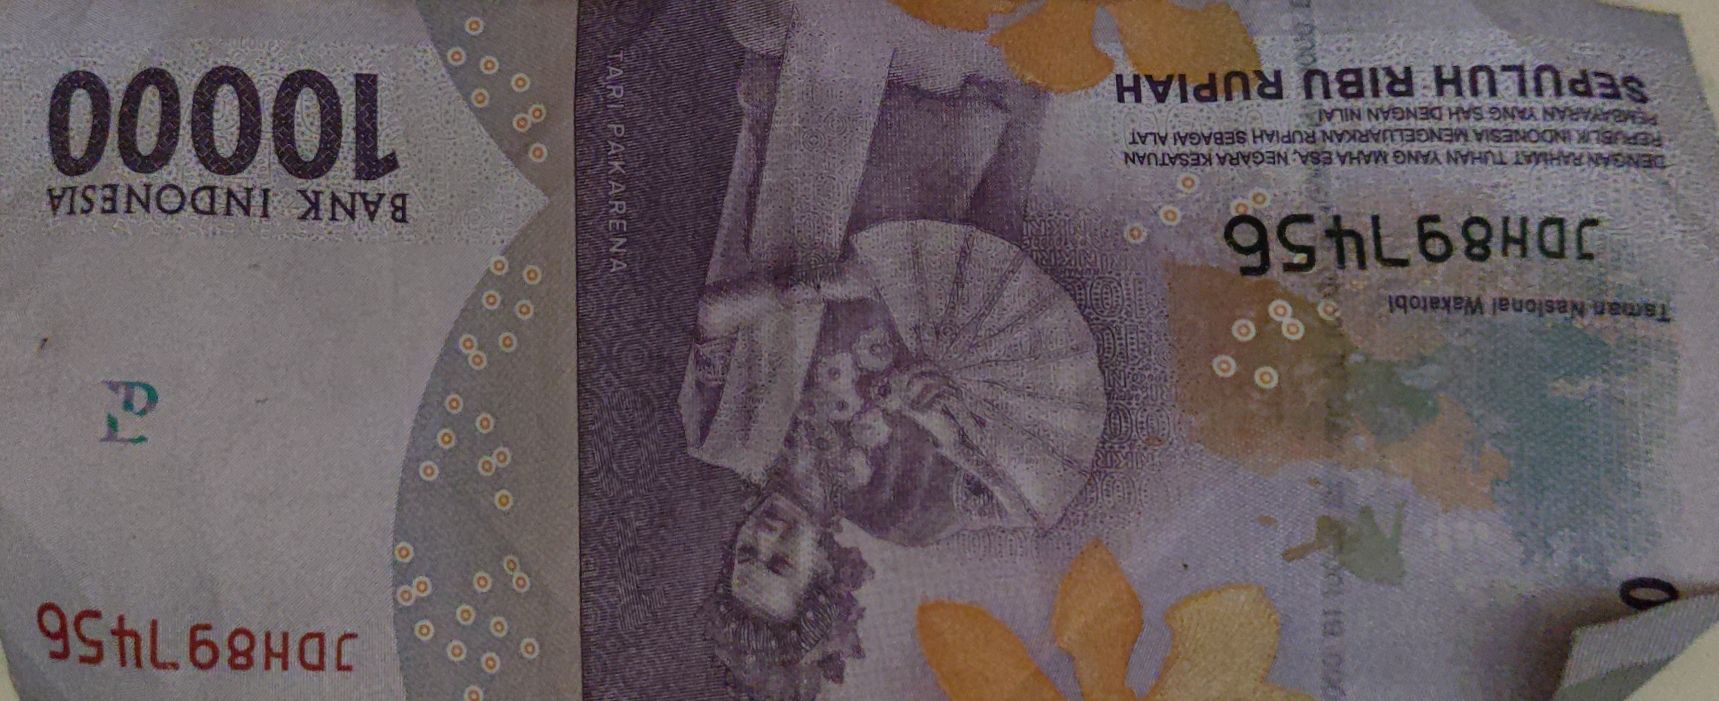 0
Taman Nasional Wakatobi
JDH897456
DENGAN RAHMAT TUHAN YANG MAHA ESA, NEGARA KESATUAN
REPUBLIK INDONESIA MENGELUARKAN RUPIAH SEBAGAI ALAT
PEMBAYARAN YANG SAH DENGAN NILAI
SEPULUH RIBU RUPIAH
TARI PAKARENA
JDH897456
BANK INDONESIA
10000